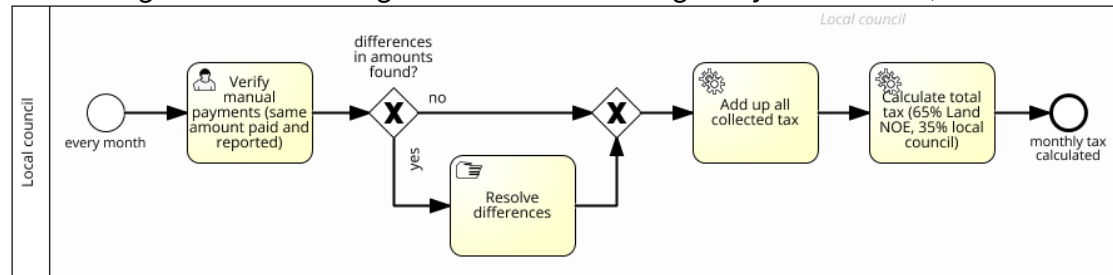 Local council
Local council
every month
Verify
manual
payments (same
amount paid and
reported)
differences
in amounts
found?
no
yes
Resolve
differences
Add up all
collected tax
Calculate total
tax (65% Land
NOE, 35% local
council)
monthly tax
calculated